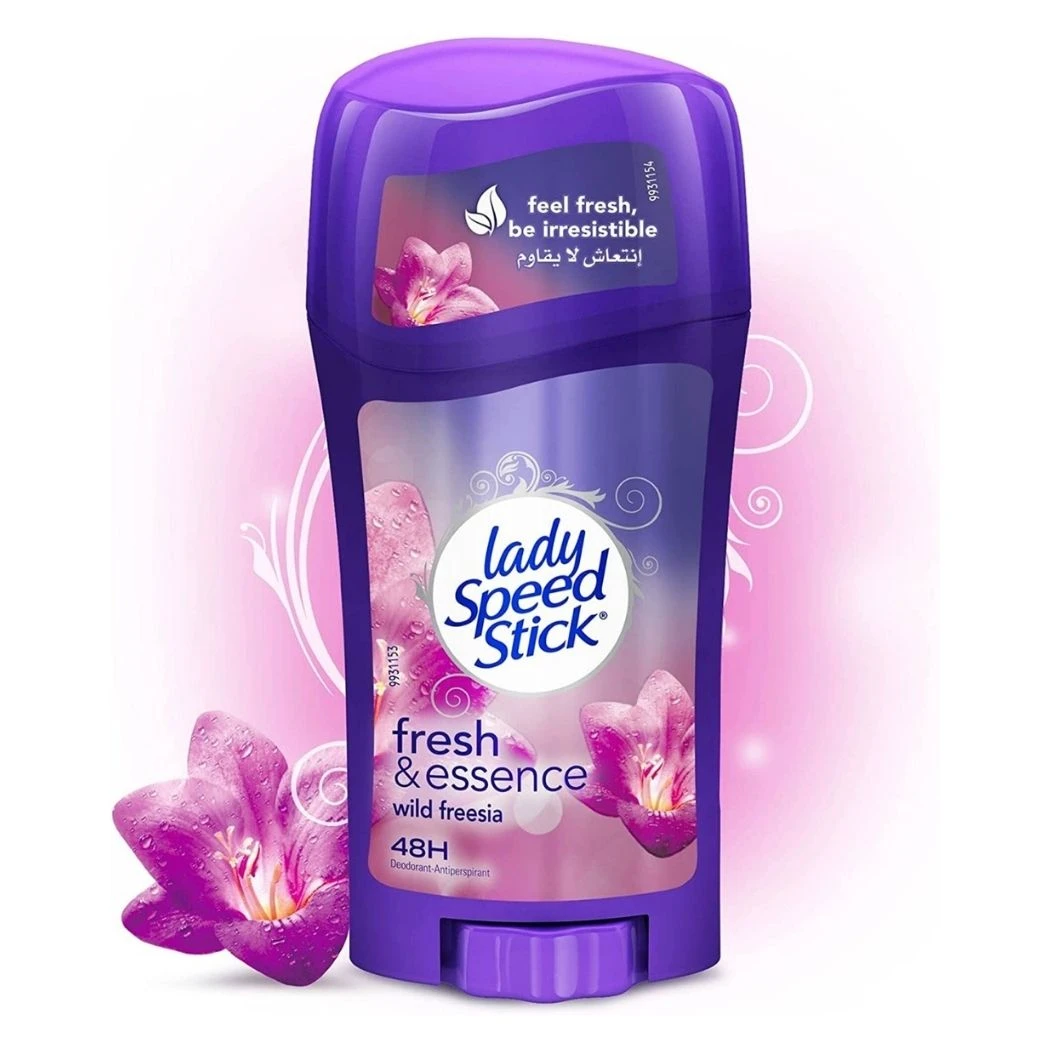 9931154
feel fresh,
be irresistible
إنتعاش لا يقاوم
lady
Speed
Stick®
9931153
fresh
& essence
wild freesia
48H
Deodorant-Antiperspirant